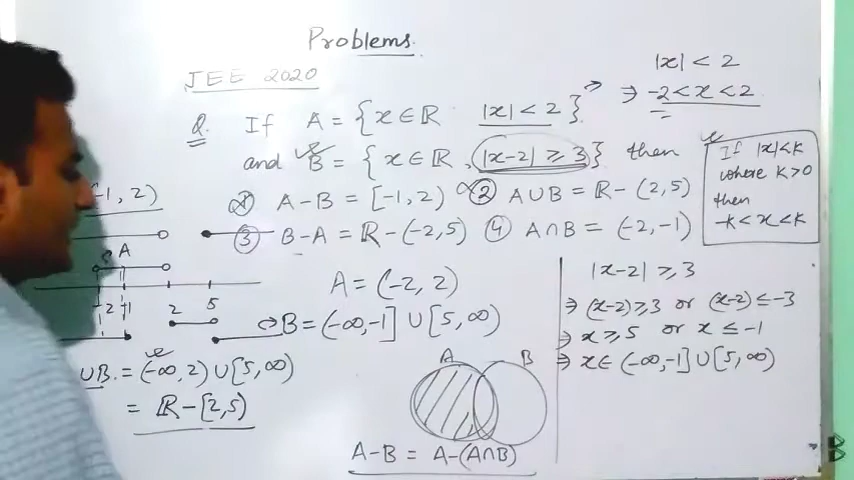 Problems.
JEE 2020
Q. If A = {x∈ℝ |x|<2}
and B = {x∈ℝ, |x-2| ≥ 3} then
① A-B = [-1, 2) ② A∪B = ℝ-(2,5)
③ B-A = ℝ-(-2,5) ④ A∩B = (-2,-1)
|x| < 2
⇒ -2<x<2
If |x|<k
where k>0
then
-k<x<k
-1, 2)
A
-2 -1 2 5
A = (-2, 2)
⇒B = (-∞,-1] ∪ [5,∞)
∪B = (-∞,2) ∪ [5,∞)
= ℝ-[2,5)
A B
A-B = A-(A∩B)
|x-2| ≥ 3
⇒ (x-2)≥3 or (x-2)≤-3
⇒ x≥5 or x≤-1
⇒ x∈ (-∞,-1] ∪ [5,∞)